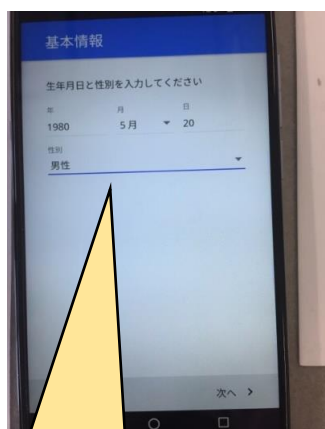 基本情報
生年月日と性別を入力してください
年 月 日
1980 5月 20
性別
男性
次へ